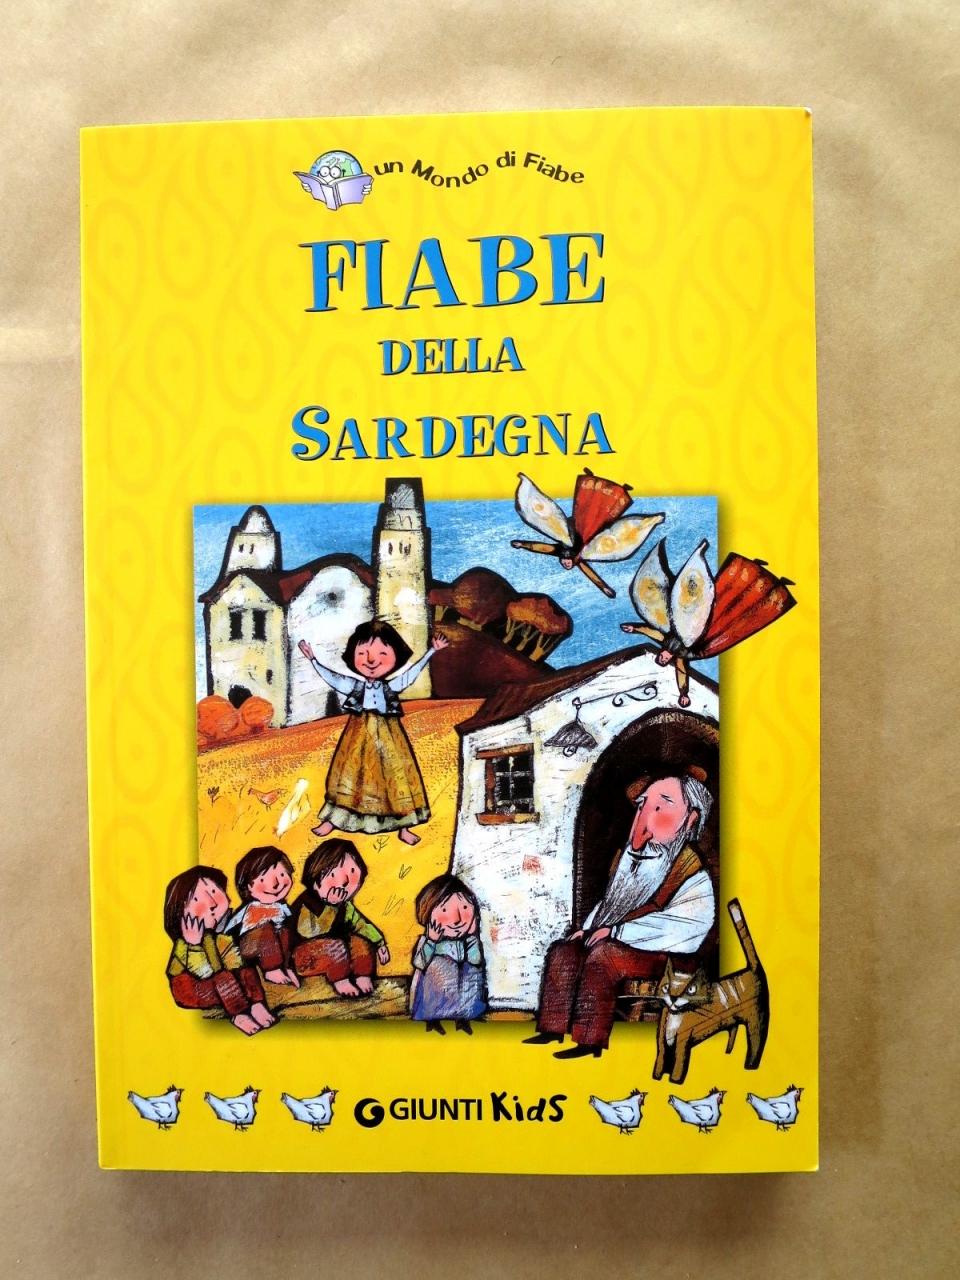 un Mondo di Fiabe
FIABE
DELLA
SARDEGNA
GIUNTI Kids